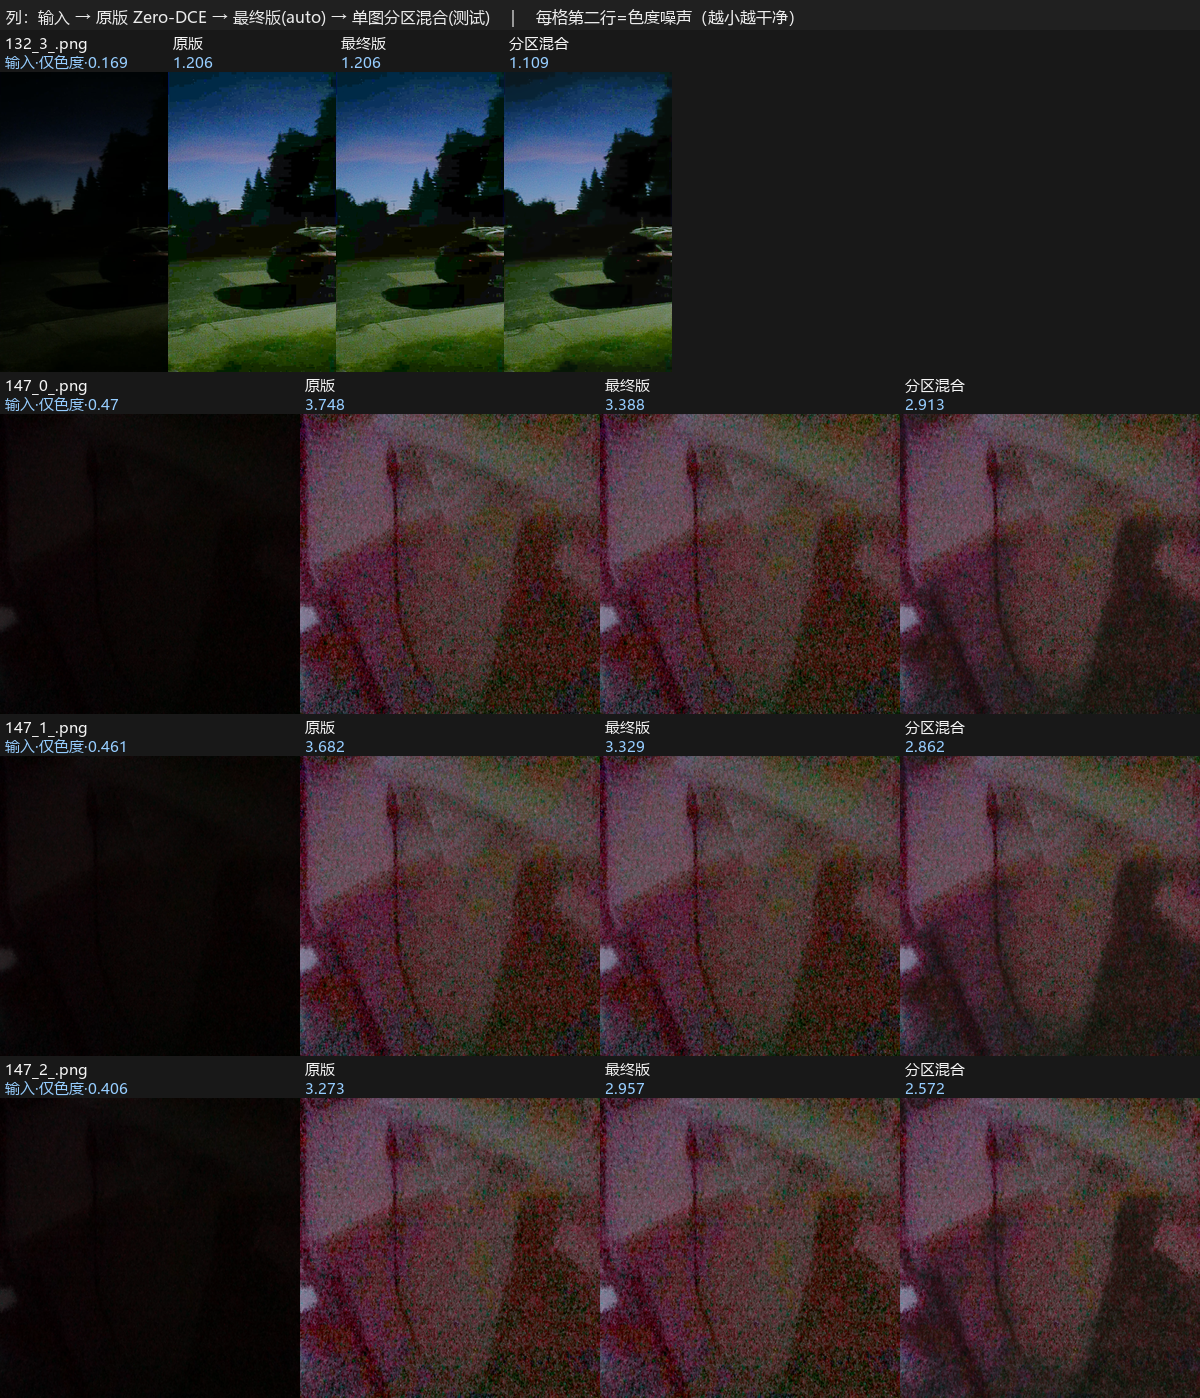 列：输入 → 原版 Zero-DCE → 最终版(auto) → 单图分区混合(测试) | 每格第二行=色度噪声（越小越干净）
132_3_.png 原版 最终版 分区混合
输入·仅色度·0.169 1.206 1.206 1.109
147_0_.png 原版 最终版 分区混合
输入·仅色度·0.47 3.748 3.388 2.913
147_1_.png 原版 最终版 分区混合
输入·仅色度·0.461 3.682 3.329 2.862
147_2_.png 原版 最终版 分区混合
输入·仅色度·0.406 3.273 2.957 2.572